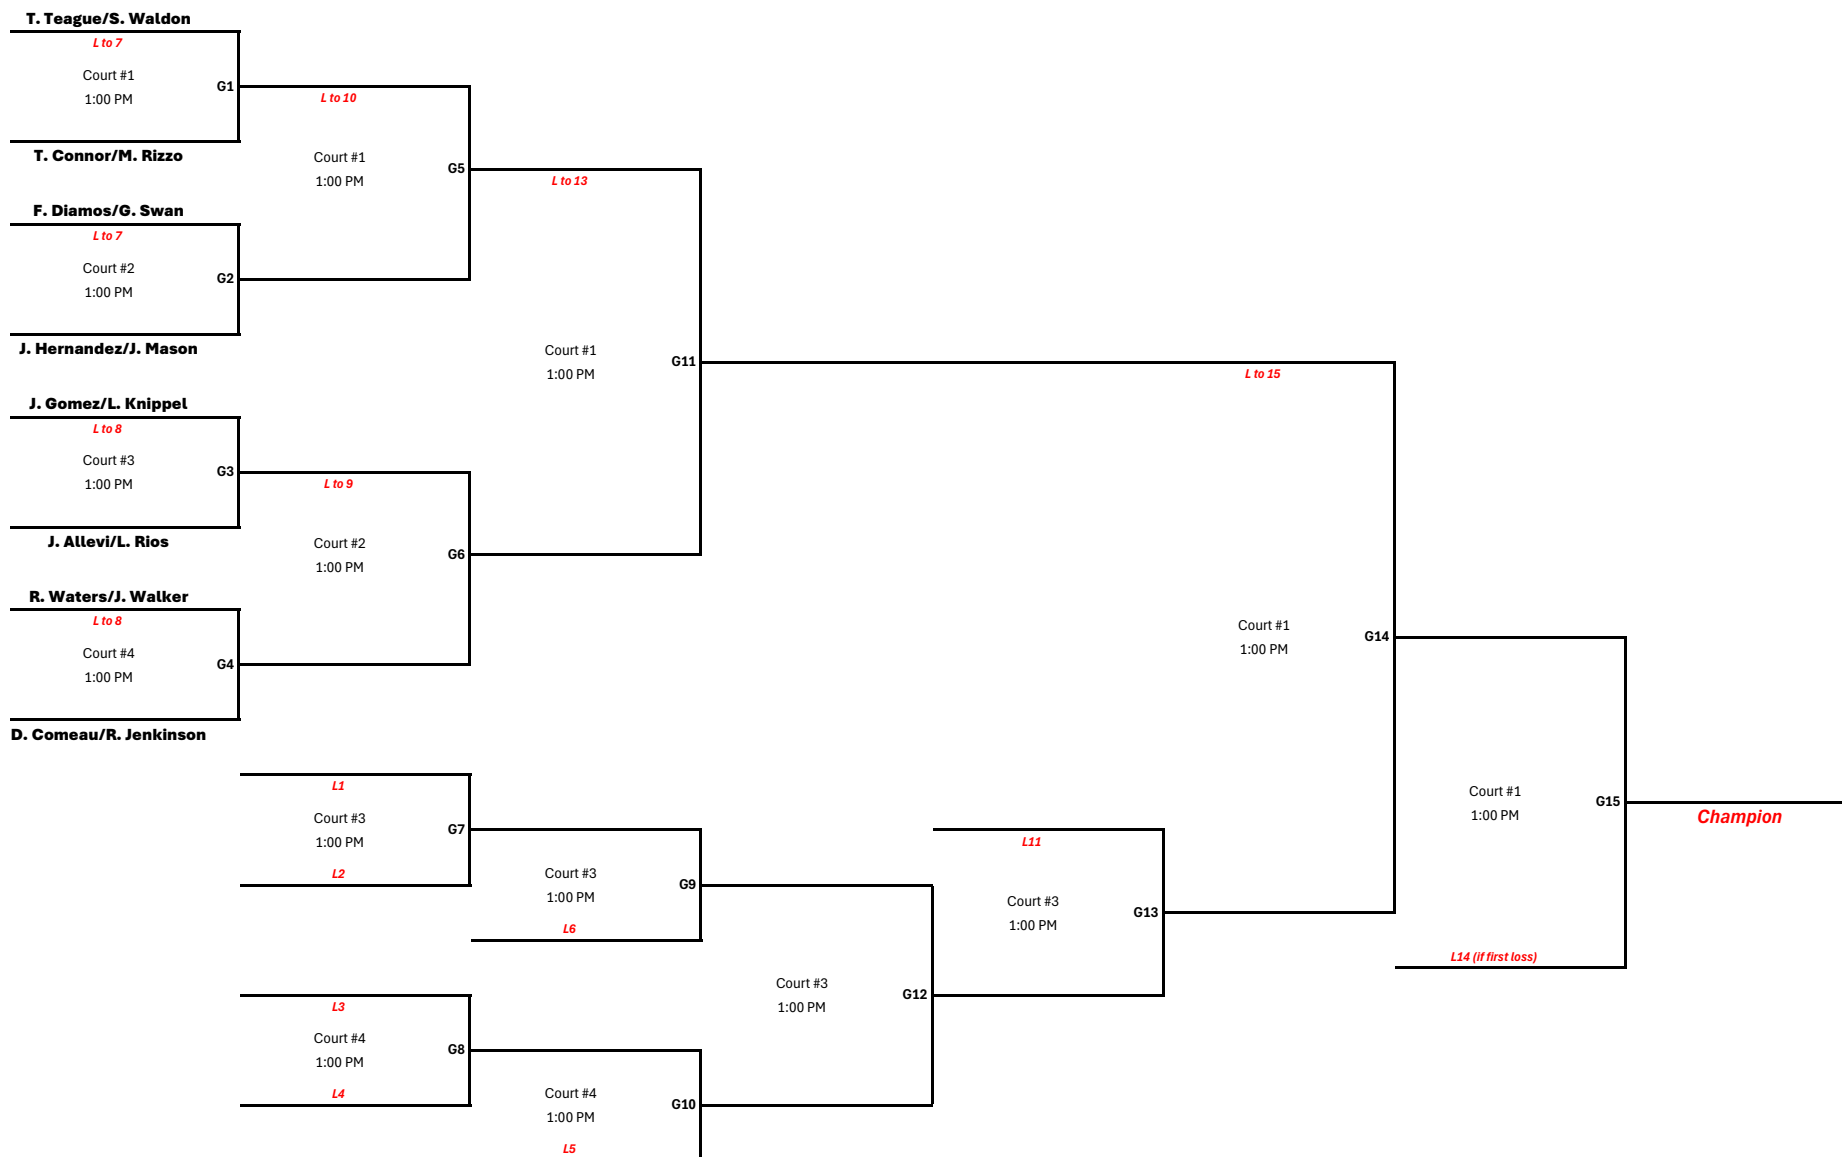 T. Teague/S. Waldon
L to 7
Court #1
G1
1:00 PM
L to 10
T. Connor/M. Rizzo
Court #1
G5
1:00 PM
L to 13
F. Diamos/G. Swan
L to 7
Court #2
G2
1:00 PM
J. Hernandez/J. Mason
Court #1
G11
1:00 PM
L to 15
J. Gomez/L. Knippel
L to 8
Court #3
G3
1:00 PM
L to 9
J. Allevi/L. Rios
Court #2
G6
1:00 PM
R. Waters/J. Walker
L to 8
Court #4
G4
1:00 PM
Court #1
G14
1:00 PM
D. Comeau/R. Jenkinson
L1
Court #3
G7
1:00 PM
L2
Court #3
G9
1:00 PM
L6
L11
Court #3
G13
1:00 PM
Court #1
G15
1:00 PM
Champion
L14 (if first loss)
Court #3
G12
1:00 PM
L3
Court #4
G8
1:00 PM
L4
Court #4
G10
1:00 PM
L5